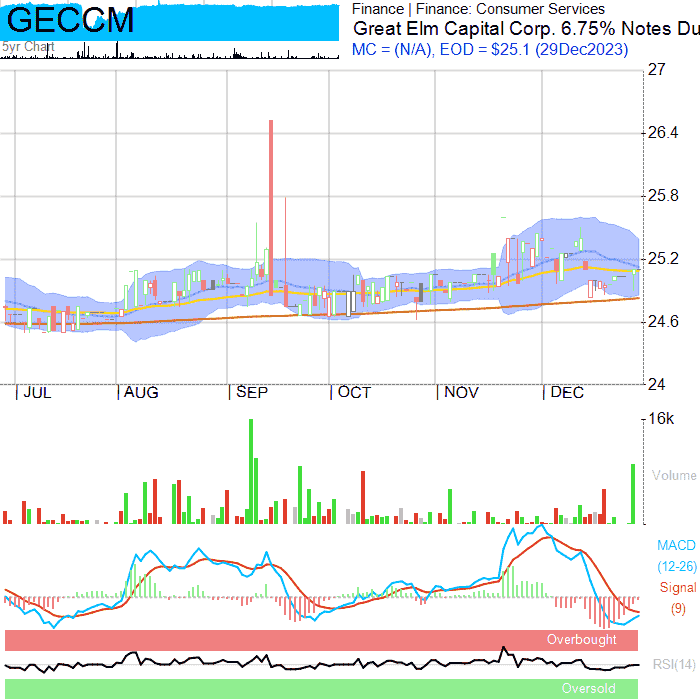 GECCM
5yr Chart
Finance | Finance: Consumer Services
Great Elm Capital Corp. 6.75% Notes Du
MC = (N/A), EOD = $25.1 (29Dec2023)
27
26.4
25.8
25.2
24.6
24
JUL
AUG
SEP
OCT
NOV
DEC
16k
Volume
MACD
(12-26)
Signal
(9)
Overbought
RSI(14)
Oversold